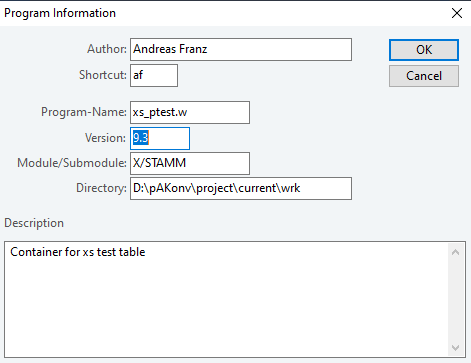 Program Information
Author: Andreas Franz
OK
Shortcut: af
Cancel
Program-Name: xs_ptest.w
Version: 9.3
Module/Submodule: X/STAMM
Directory: D:\pAKonv\project\current\wrk
Description
Container for xs test table